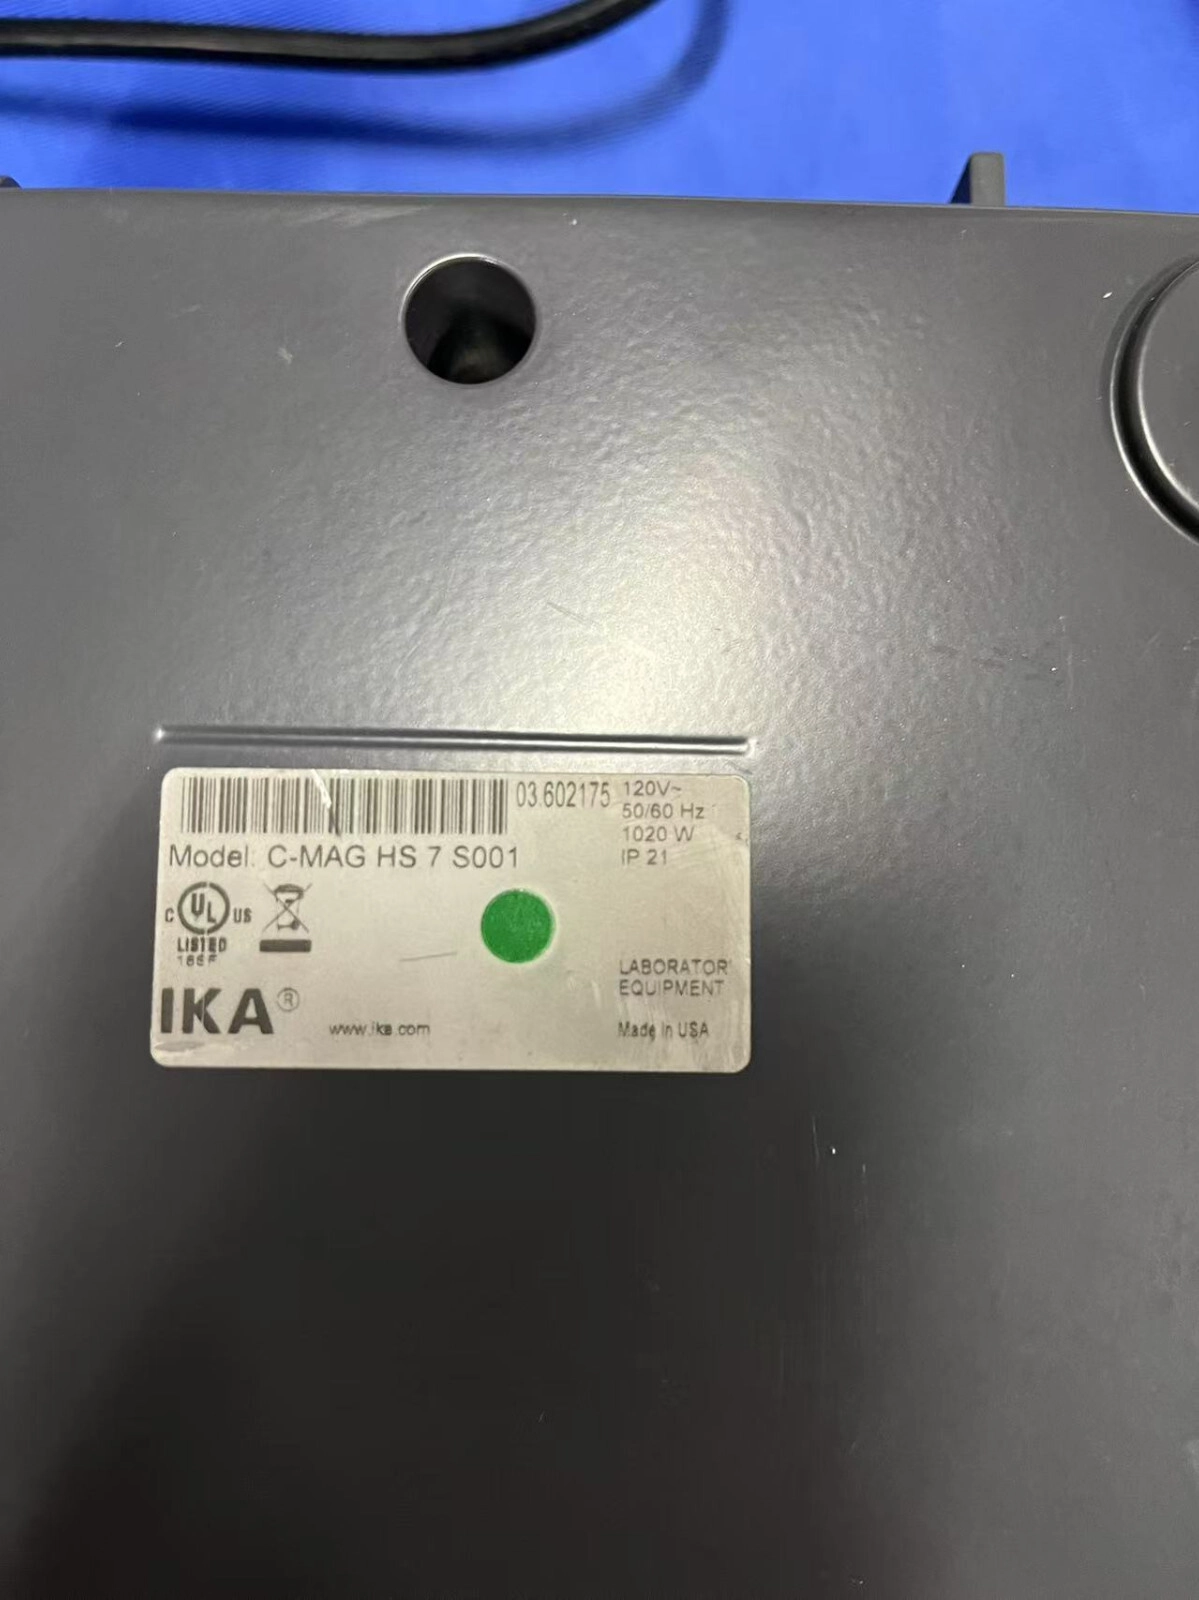 03.602175
120V~
50/60 Hz
1020 W
IP 21
Model: C-MAG HS 7 S001
C UL US
LISTED
LABORATOR
EQUIPMENT
IKA®
www.ika.com
Made in USA